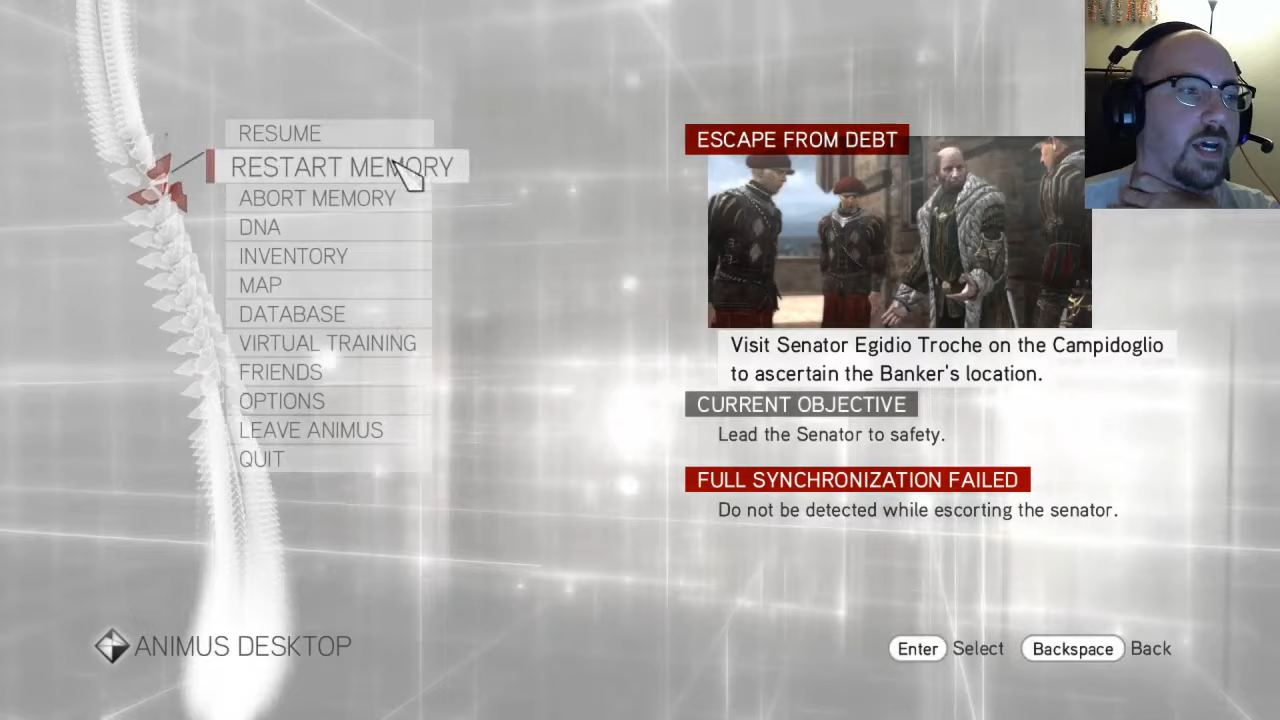 RESUME
RESTART MEMORY
ABORT MEMORY
DNA
INVENTORY
MAP
DATABASE
VIRTUAL TRAINING
FRIENDS
OPTIONS
LEAVE ANIMUS
QUIT
ESCAPE FROM DEBT
Visit Senator Egidio Troche on the Campidoglio
to ascertain the Banker's location.
CURRENT OBJECTIVE
Lead the Senator to safety.
FULL SYNCHRONIZATION FAILED
Do not be detected while escorting the senator.
ANIMUS DESKTOP
Enter Select Backspace Back